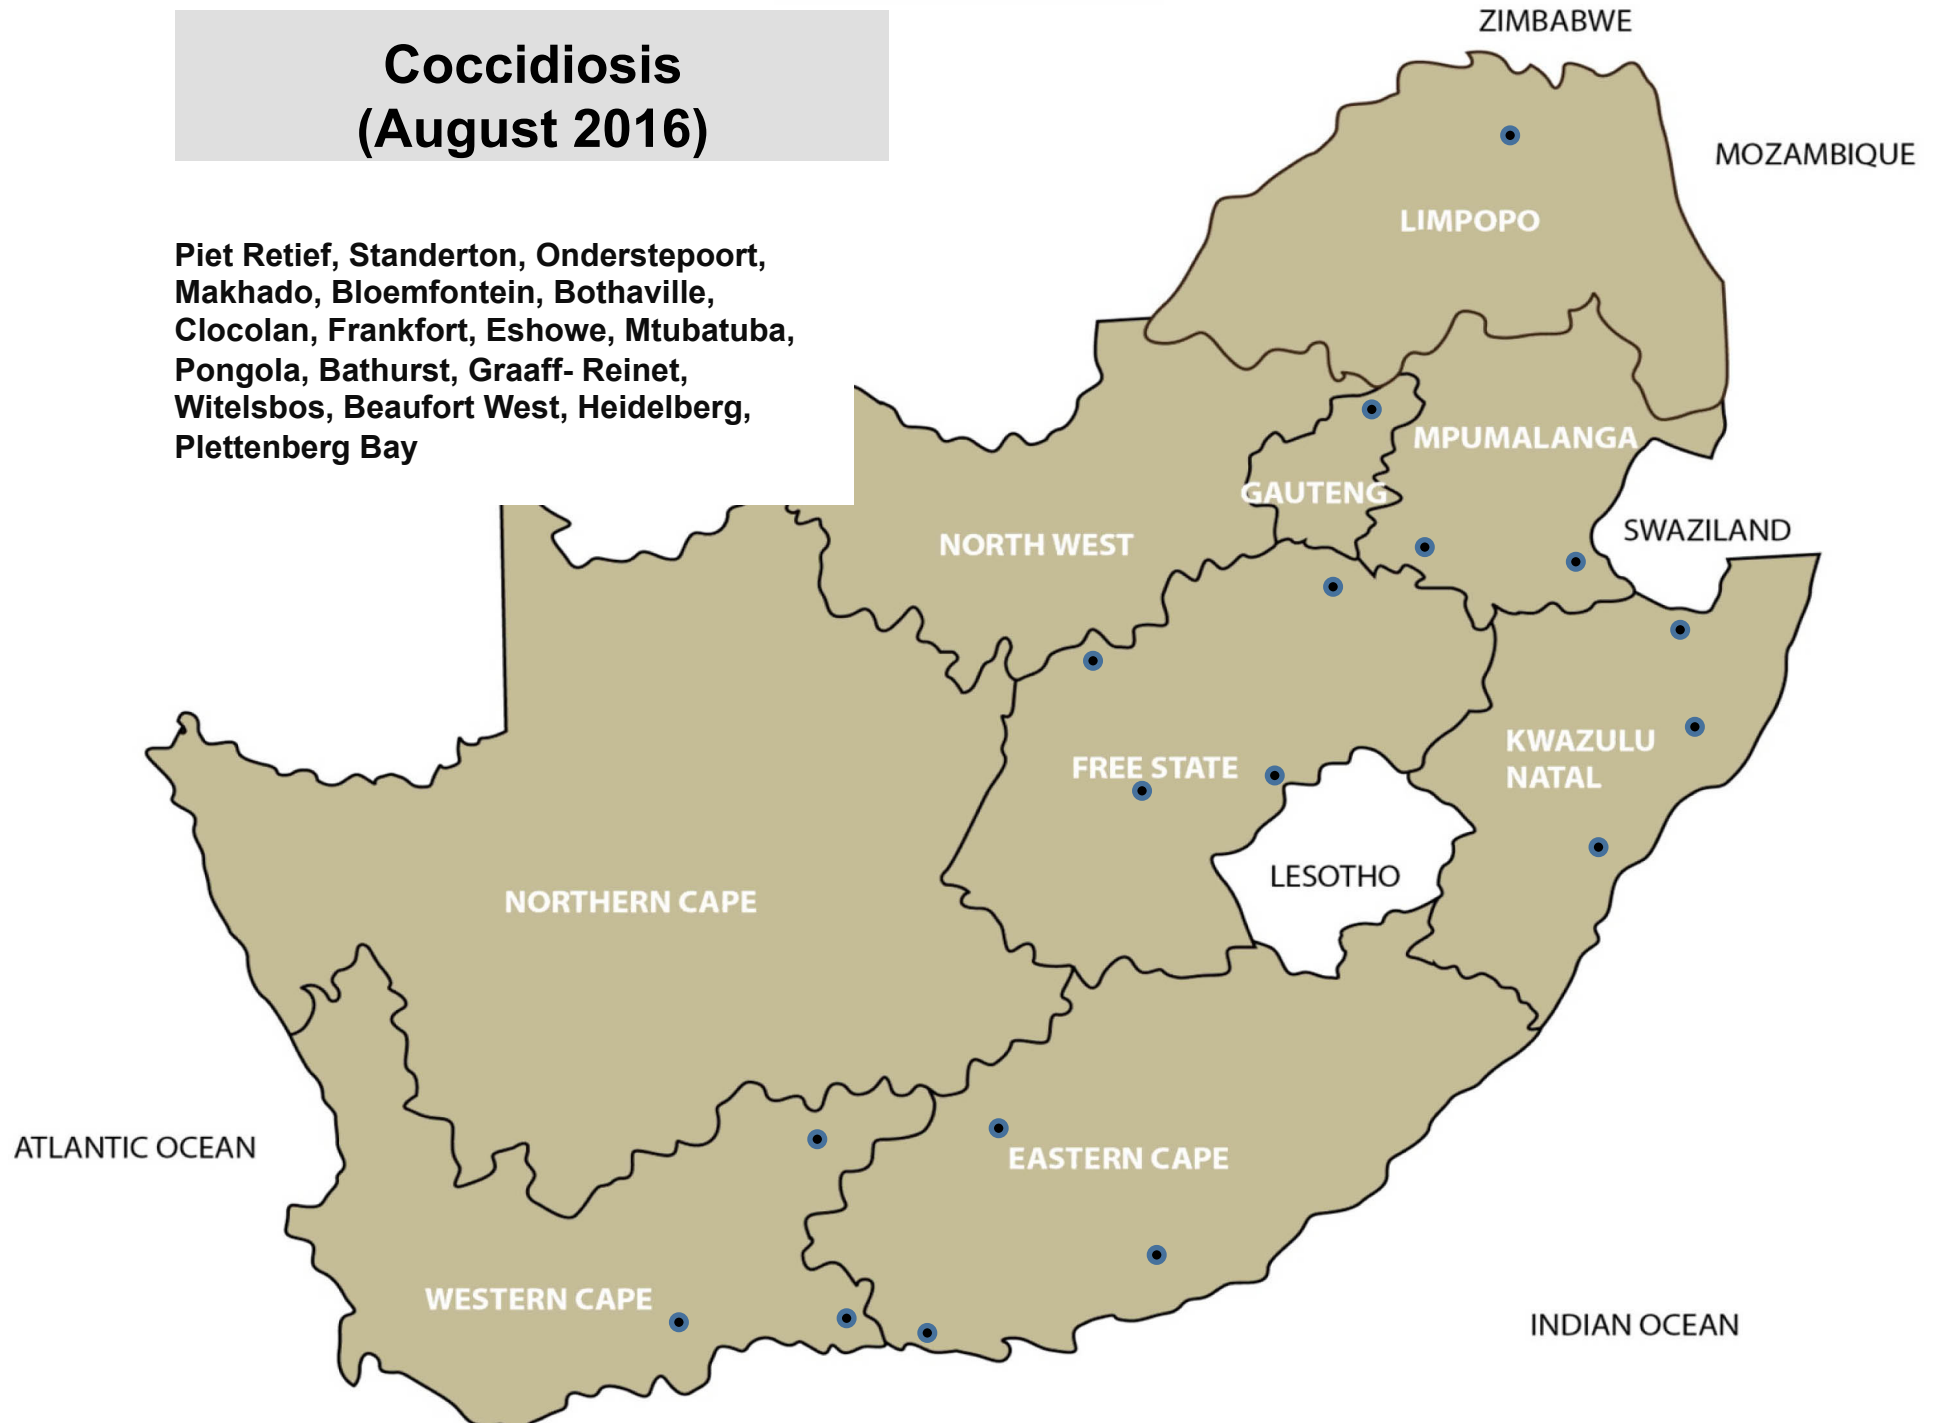 Coccidiosis
(August 2016)
Piet Retief, Standerton, Onderstepoort,
Makhado, Bloemfontein, Bothaville,
Clocolan, Frankfort, Eshowe, Mtubatuba,
Pongola, Bathurst, Graaff- Reinet,
Witelsbos, Beaufort West, Heidelberg,
Plettenberg Bay
ZIMBABWE
MOZAMBIQUE
LIMPOPO
MPUMALANGA
GAUTENG
SWAZILAND
NORTH WEST
KWAZULU
NATAL
FREE STATE
LESOTHO
NORTHERN CAPE
ATLANTIC OCEAN
EASTERN CAPE
WESTERN CAPE
INDIAN OCEAN